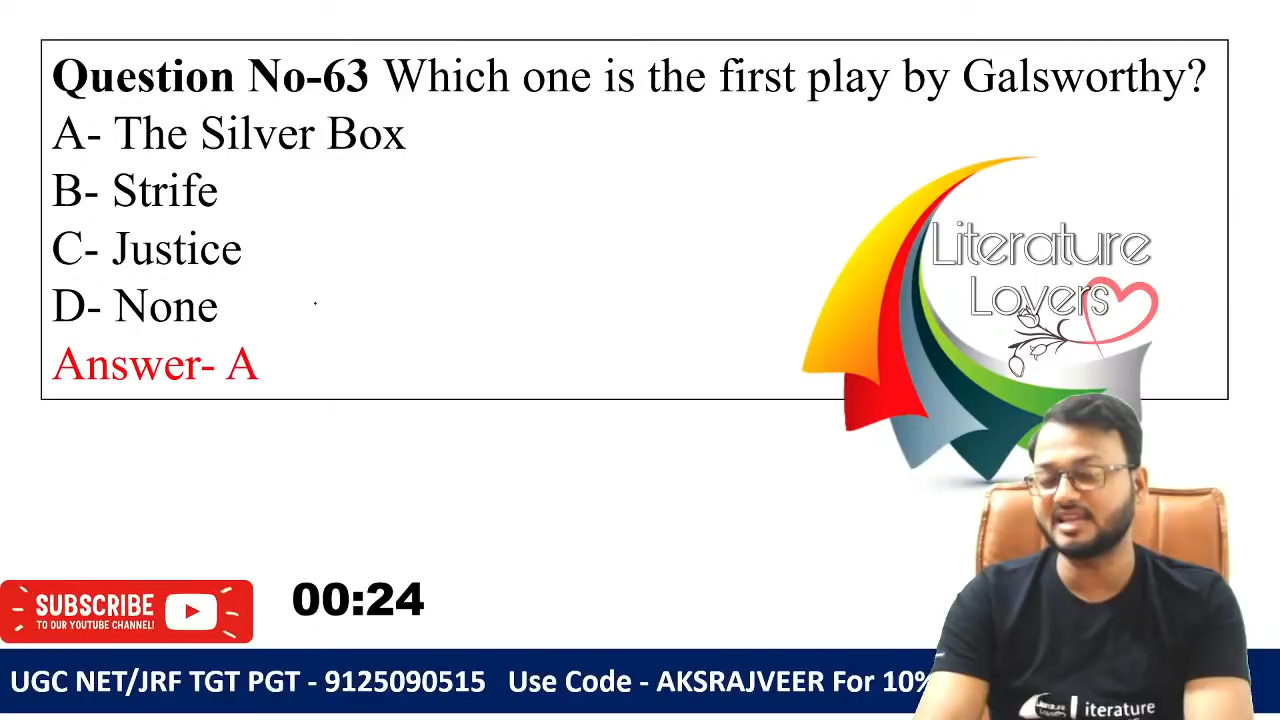 Question No-63 Which one is the first play by Galsworthy?
A- The Silver Box
B- Strife
C- Justice
D- None
Answer- A
Literature
Lovers
SUBSCRIBE
TO OUR YOUTUBE CHANNEL!
00:24
UGC NET/JRF TGT PGT - 9125090515 Use Code - AKSRAJVEER For 10%
Literature
Lovers
iterature